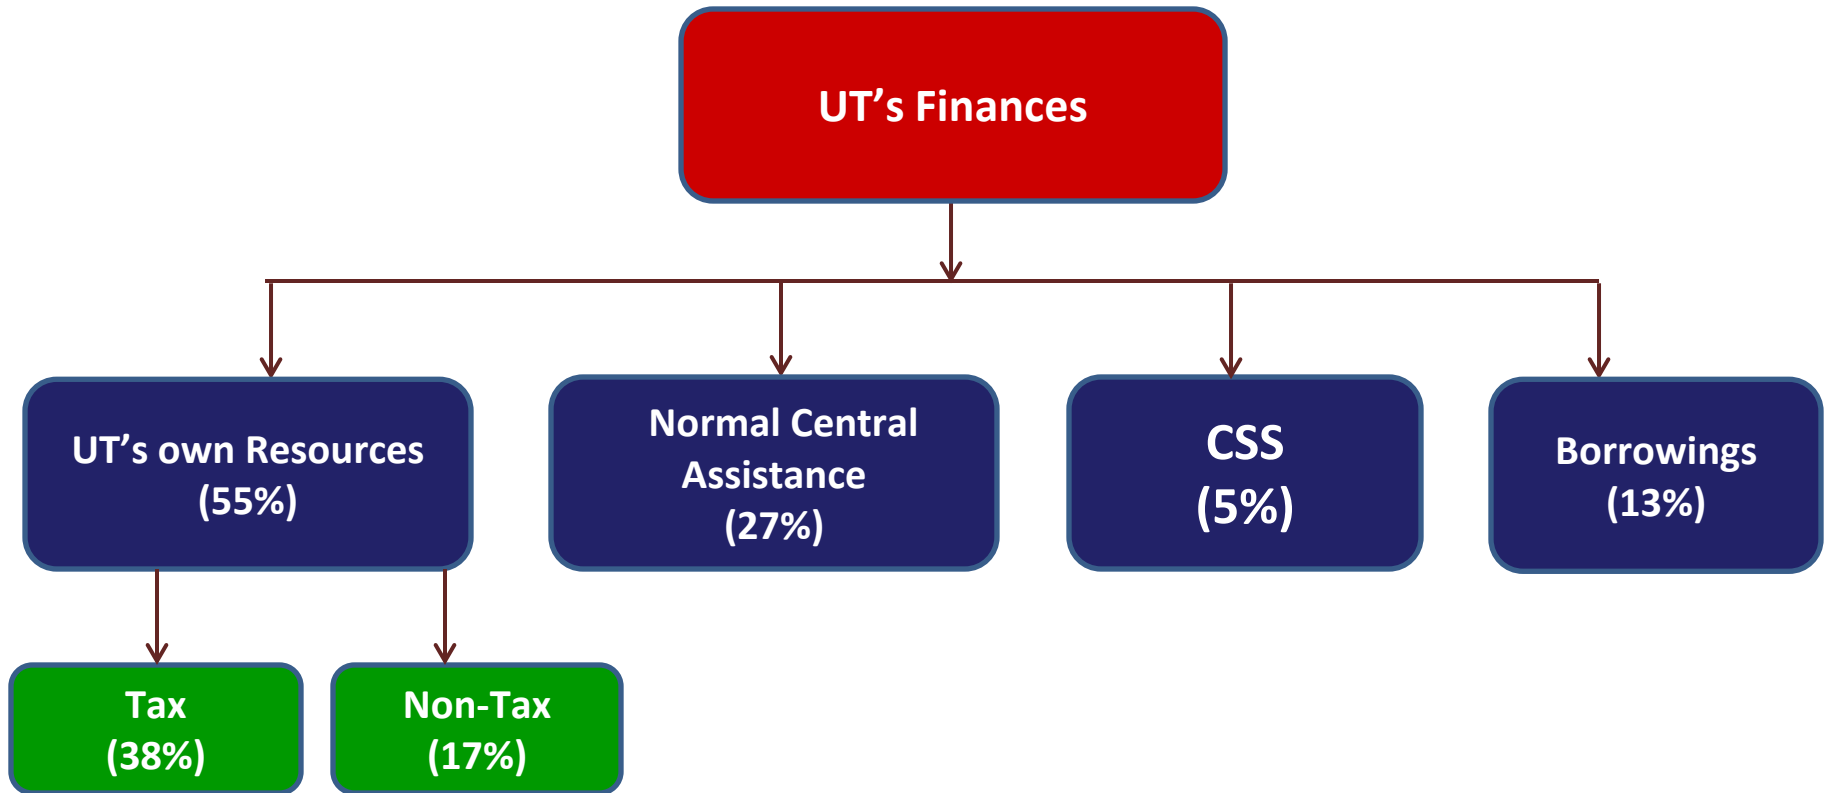 UT’s Finances
UT’s own Resources
(55%)
Normal Central
Assistance
(27%)
CSS
(5%)
Borrowings
(13%)
Tax
(38%)
Non-Tax
(17%)